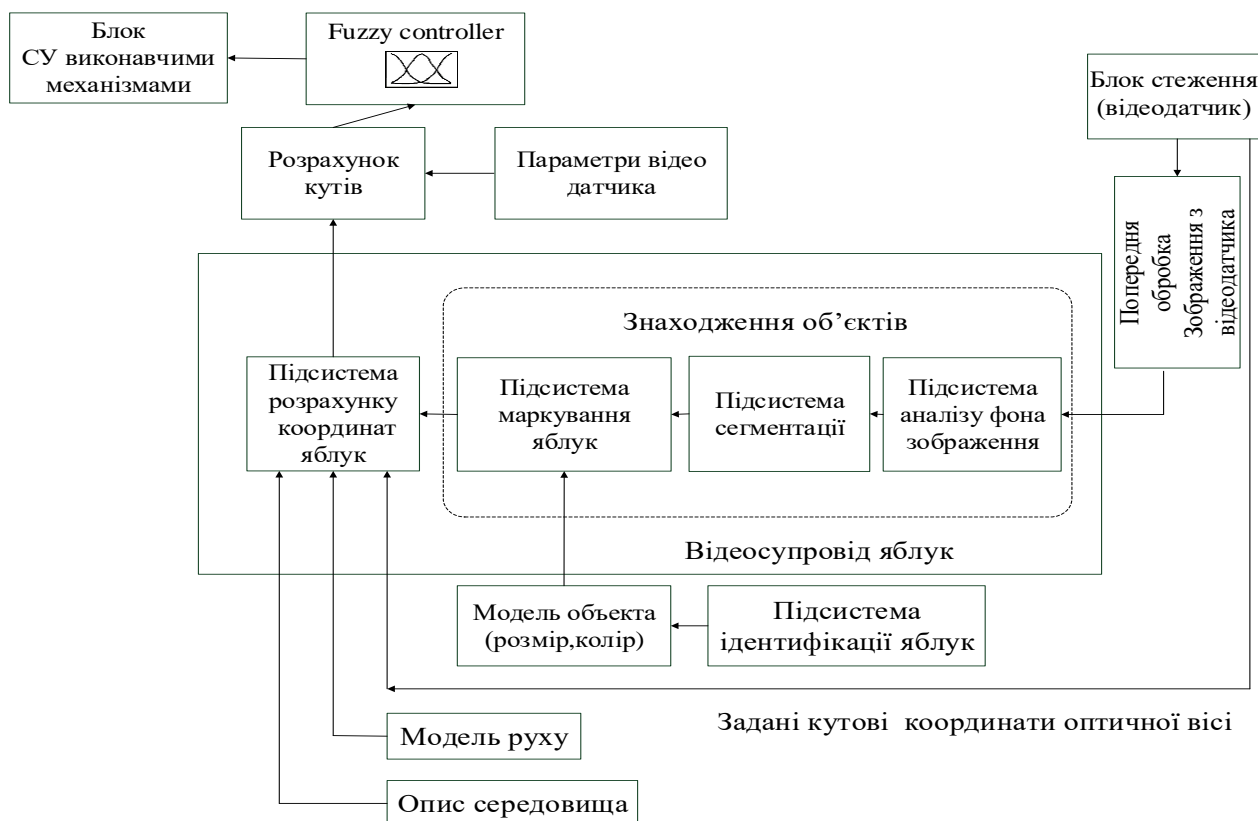 Блок
СУ виконавчими
механізмами
Fuzzy controller
Блок стеження
(відеодатчик)
Розрахунок
кутів
Параметри відео
датчика
Попередня
обробка
Зображення з
відеодатчика
Знаходження об’єктів
Підсистема
розрахунку
координат
яблук
Підсистема
маркування
яблук
Підсистема
сегментації
Підсистема
аналізу фона
зображення
Відеосупровід яблук
Модель объекта
(розмір,колір)
Підсистема
ідентифікації яблук
Задані кутові координати оптичної вісі
Модель руху
Опис середовища